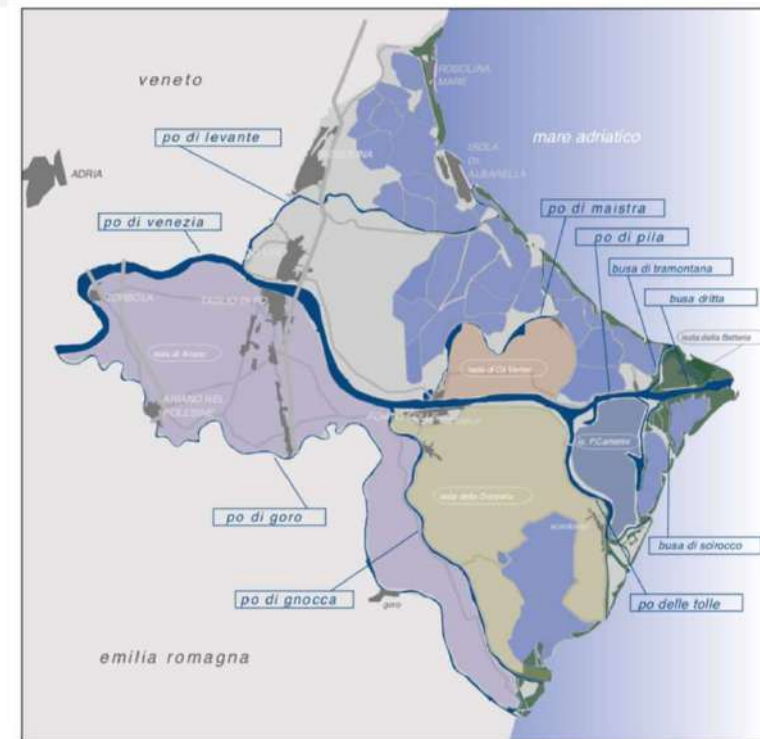 veneto
ROSOLINA
MARE
po di levante
mare adriatico
ISOLA
DI
ALBARELLA
ADRIA
po di maistra
po di venezia
po di pila
busa di tramontana
busa dritta
isola della Batteria
TAGLIO DI PO
isola di Ariano
isola di Cà Venier
ARIANO NEL
POLESINE
isola della Donzella
po di goro
busa di scirocco
po di gnocca
po delle tolle
goro
emilia romagna